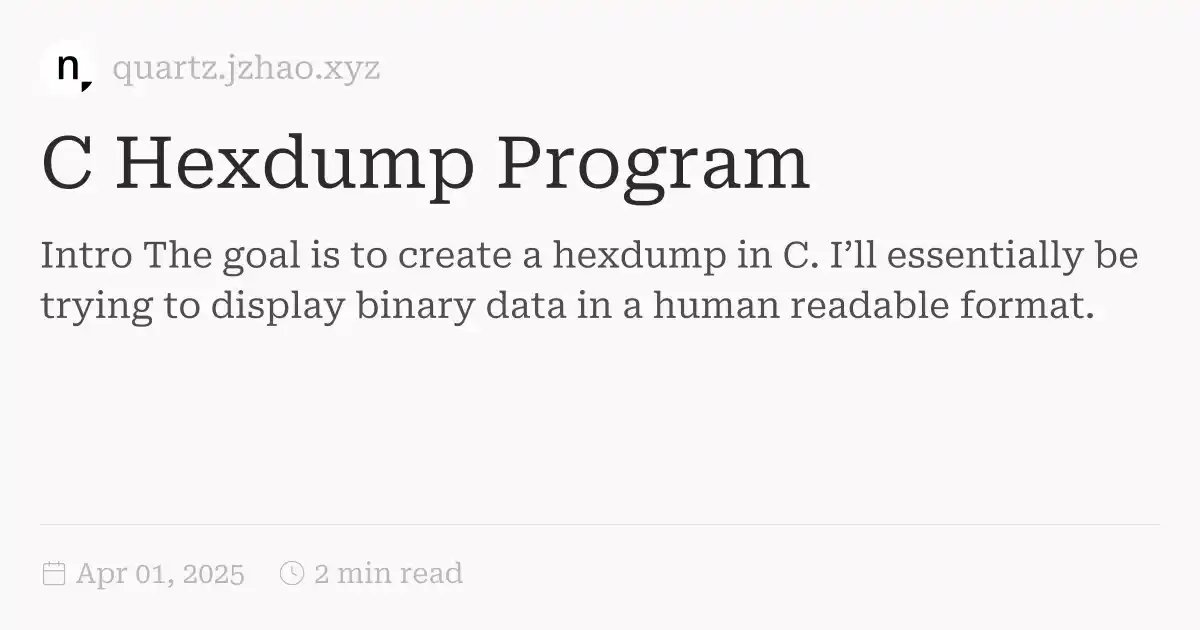 n
quartz.jzhao.xyz
C Hexdump Program
Intro The goal is to create a hexdump in C. I’ll essentially be
trying to display binary data in a human readable format.
Apr 01, 2025 2 min read